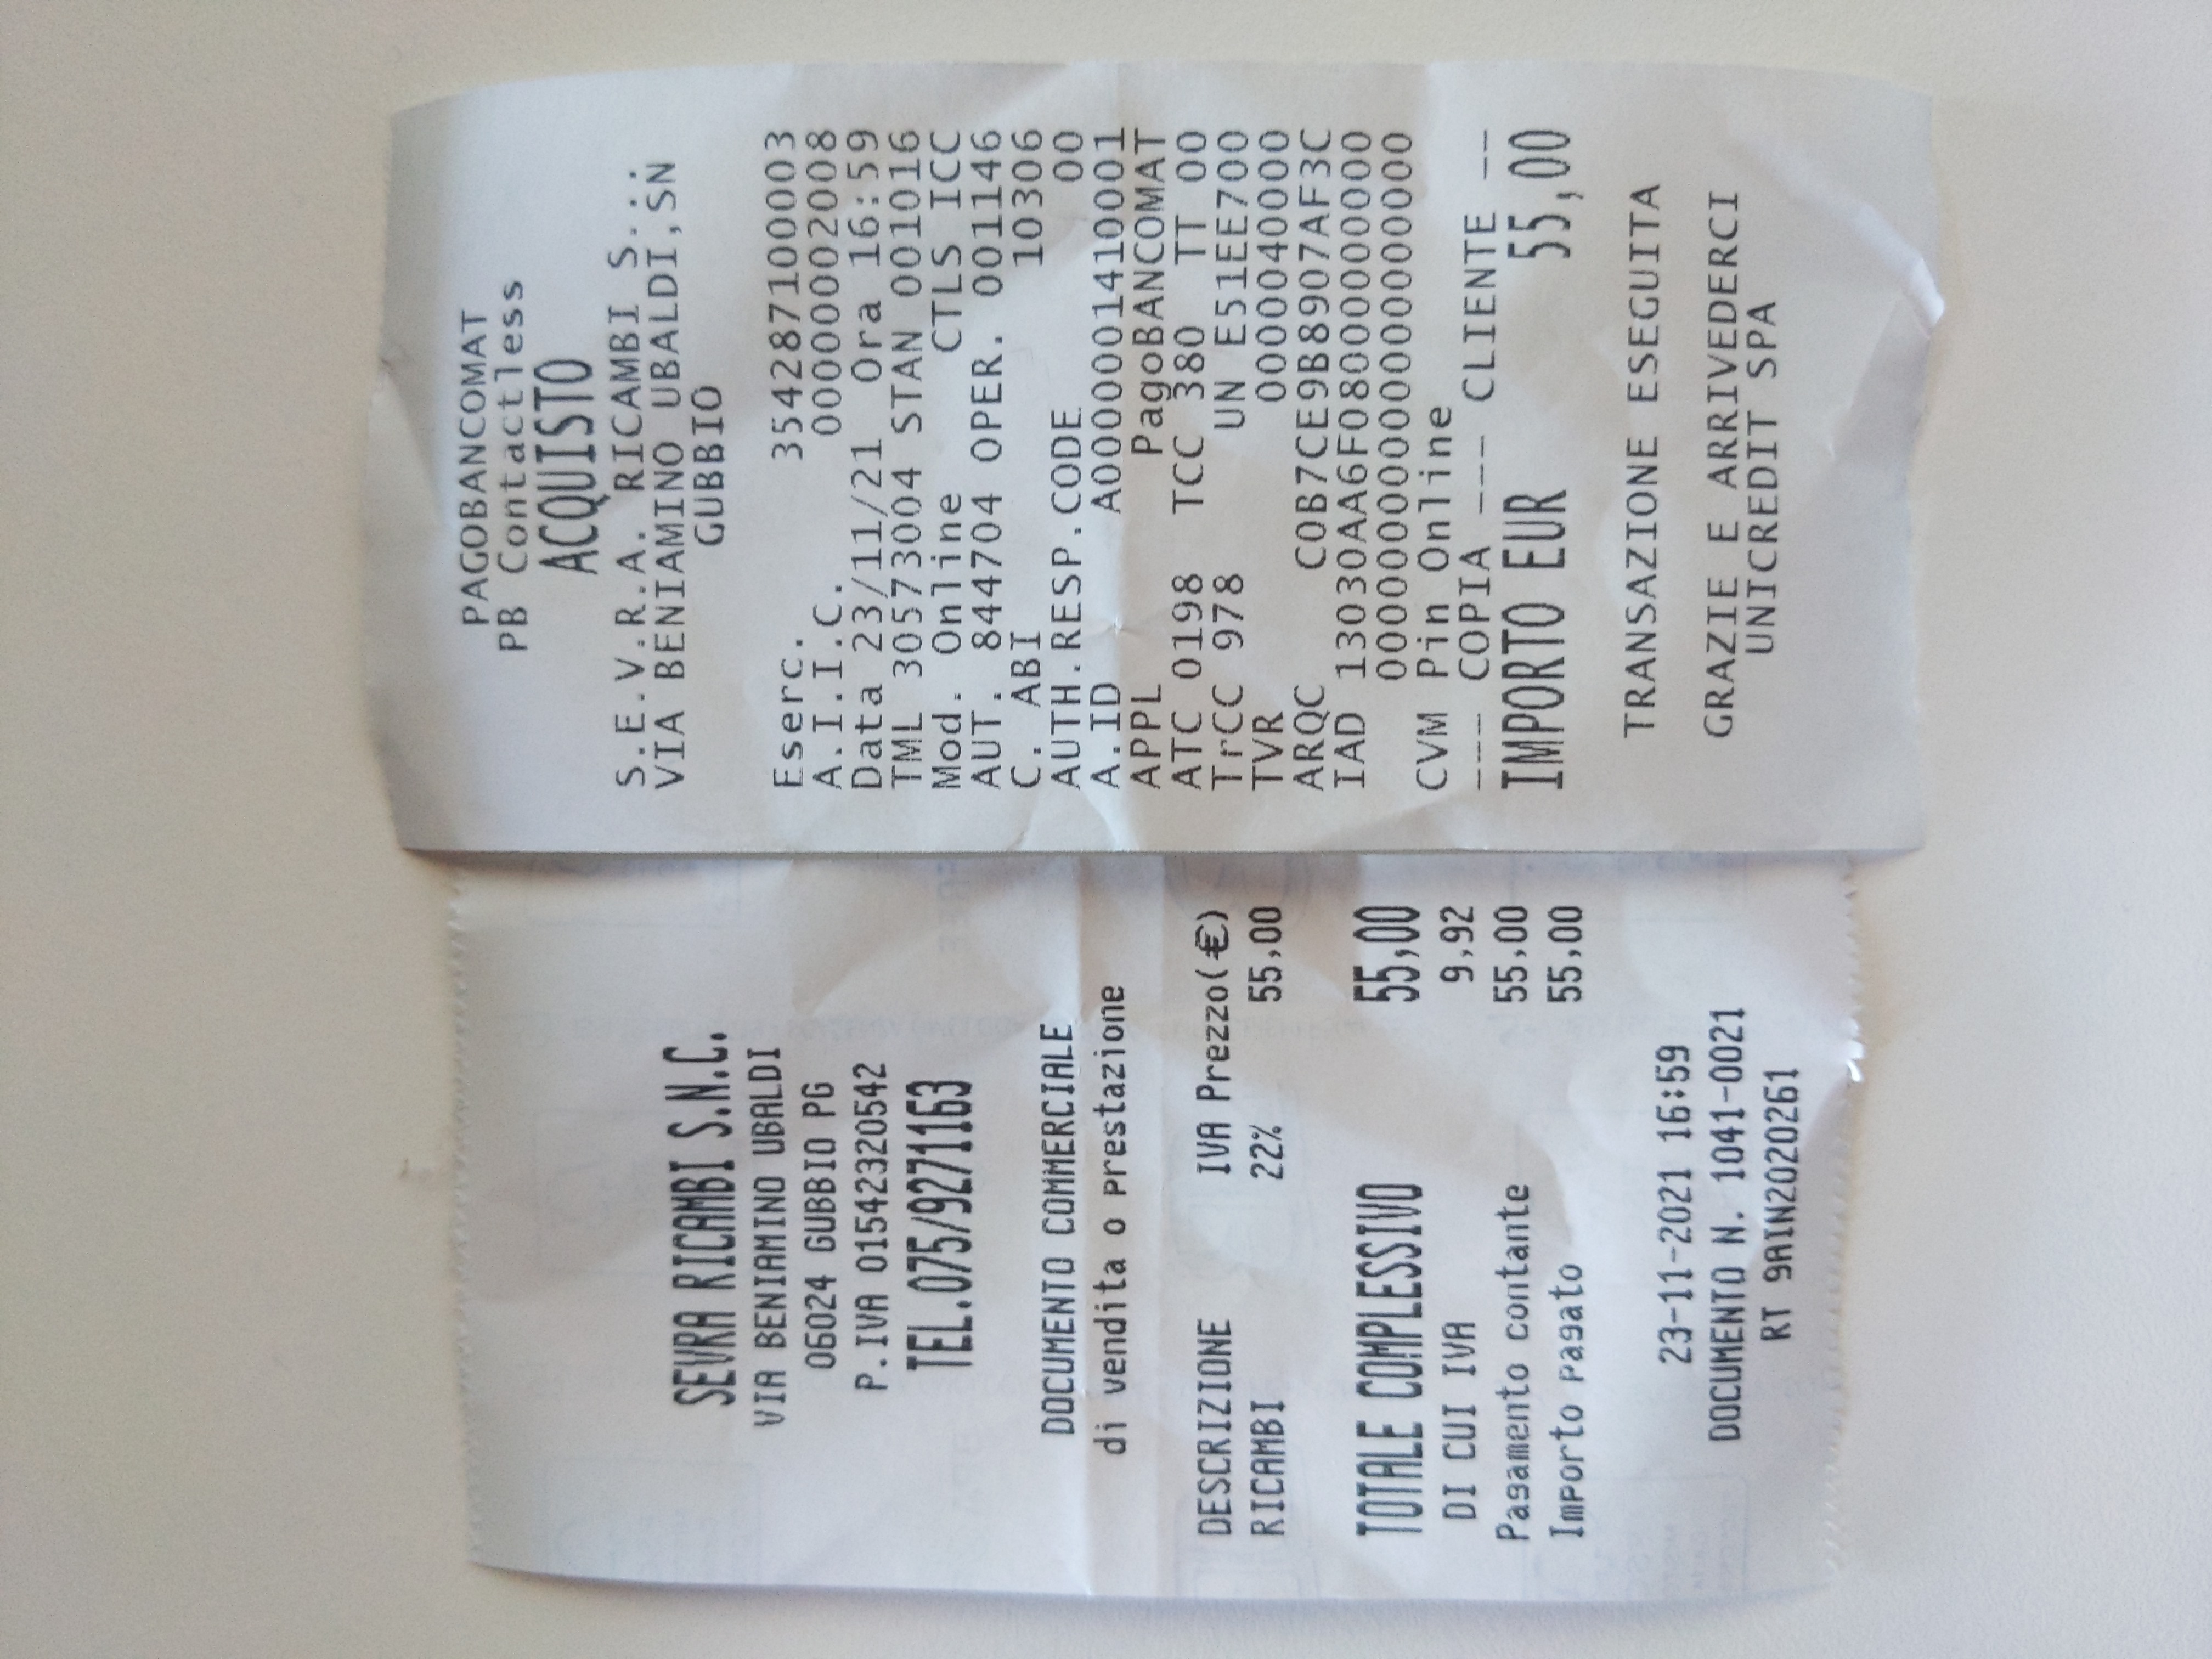 SEVRA RICAMBI S.N.C.
VIA BENIAMINO UBALDI
06024 GUBBIO PG
P.IVA 01542320542
TEL.075/9271163
DOCUMENTO COMMERCIALE
di vendita o prestazione
DESCRIZIONE IVA Prezzo(€)
RICAMBI 22% 55,00
TOTALE COMPLESSIVO 55,00
DI CUI IVA 9,92
Pagamento contante 55,00
Importo pagato 55,00
23-11-2021 16:59
DOCUMENTO N. 1041-0021
RT 9AIN2020261
PAGOBANCOMAT
PB Contactless
ACQUISTO
S.E.V.R.A. RICAMBI S...
VIA BENIAMINO UBALDI,SN
GUBBIO
Eserc. 354287100003
A.I.I.C. 00000002008
Data 23/11/21 Ora 16:59
TML 30573004 STAN 001016
Mod. Online CTLS ICC
AUT. 844704 OPER. 001146
C. ABI 10306
AUTH.RESP.CODE 00
A.ID A0000001410001
APPL PagoBANCOMAT
ATC 0198 TCC 380 TT 00
TrCC 978 UN E51EE700
TVR 0000040000
ARQC C0B7CE9B8907AF3C
IAD 13030AA6F08000000000
000000000000000000000
CVM Pin Online
--- COPIA --- CLIENTE --
IMPORTO EUR 55,00
TRANSAZIONE ESEGUITA
GRAZIE E ARRIVEDERCI
UNICREDIT SPA